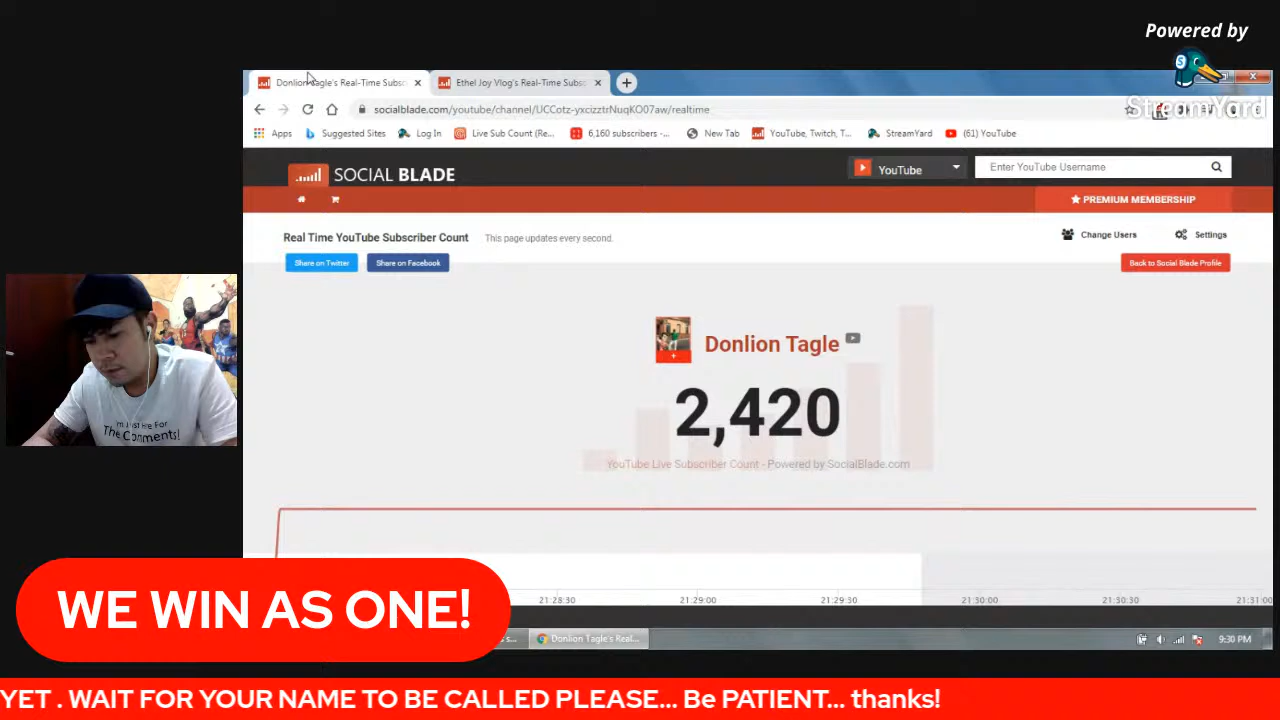 Powered by
S
StreamYard
Donlion Tagle's Real-Time Subsc
Ethel Joy Vlog's Real-Time Subsc
socialblade.com/youtube/channel/UCCotz-yxcizztrNuqKO07aw/realtime
Apps
Suggested Sites
Log In
Live Sub Count (Re...
6,160 subscribers -...
New Tab
YouTube, Twitch, T...
StreamYard
(61) YouTube
SOCIAL BLADE
YouTube
Enter YouTube Username
PREMIUM MEMBERSHIP
Real Time YouTube Subscriber Count
This page updates every second.
Change Users
Settings
Share on Twitter
Share on Facebook
Back to Social Blade Profile
Donlion Tagle
2,420
YouTube Live Subscriber Count - Powered by SocialBlade.com
I'm Just Here For
The Comments!
21:28:30
21:29:00
21:29:30
21:30:00
21:30:30
21:31:00
WE WIN AS ONE!
Donlion Tagle's Real...
9:30 PM
YET . WAIT FOR YOUR NAME TO BE CALLED PLEASE... Be PATIENT... thanks!